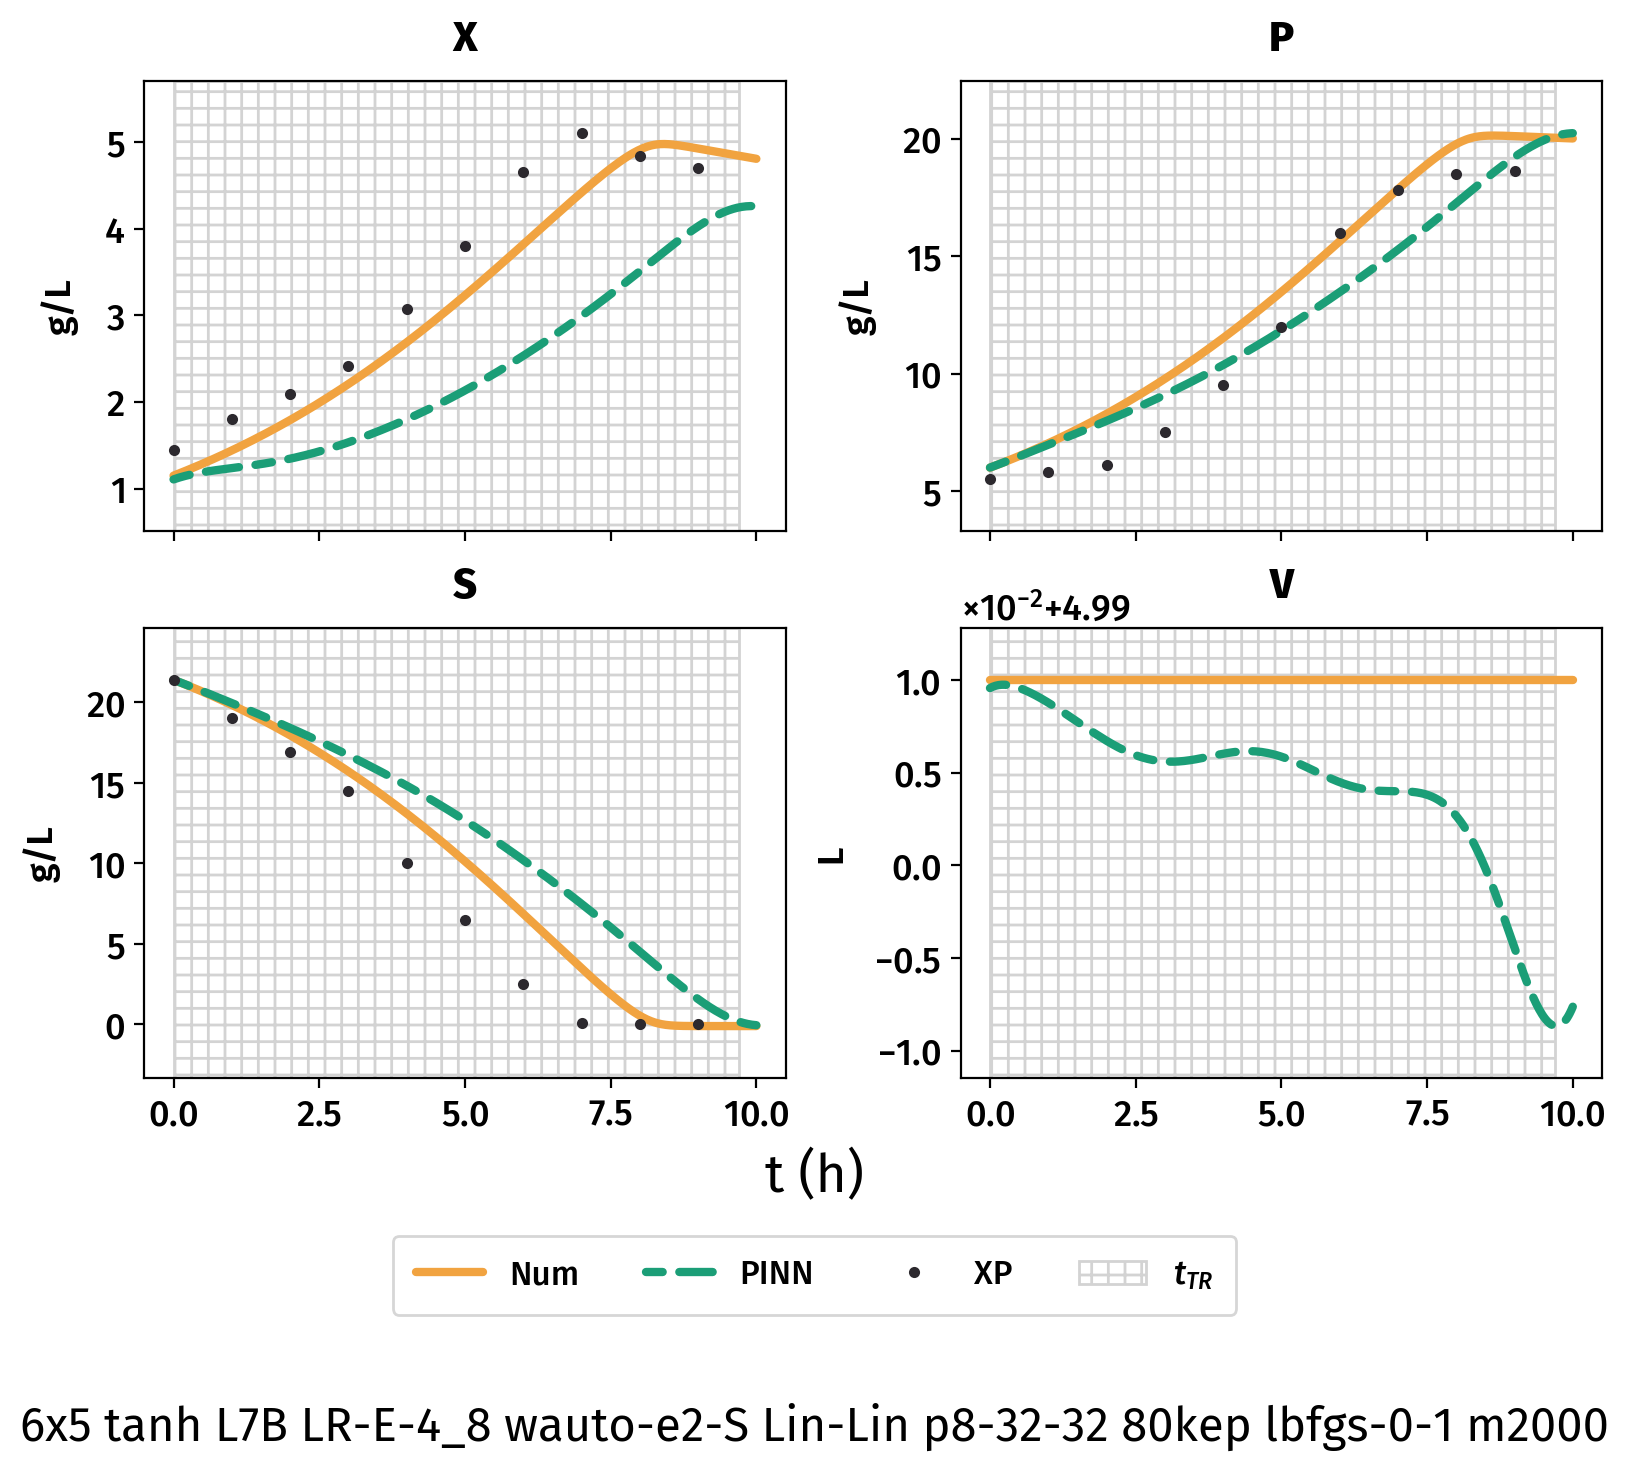 X
P
g/L
5
4
3
2
1
g/L
20
15
10
5
S
V
×10⁻²+4.99
g/L
20
15
10
5
0
L
1.0
0.5
0.0
−0.5
−1.0
0.0 2.5 5.0 7.5 10.0
0.0 2.5 5.0 7.5 10.0
t (h)
Num PINN XP t_TR
6x5 tanh L7B LR-E-4_8 wauto-e2-S Lin-Lin p8-32-32 80kep lbfgs-0-1 m2000